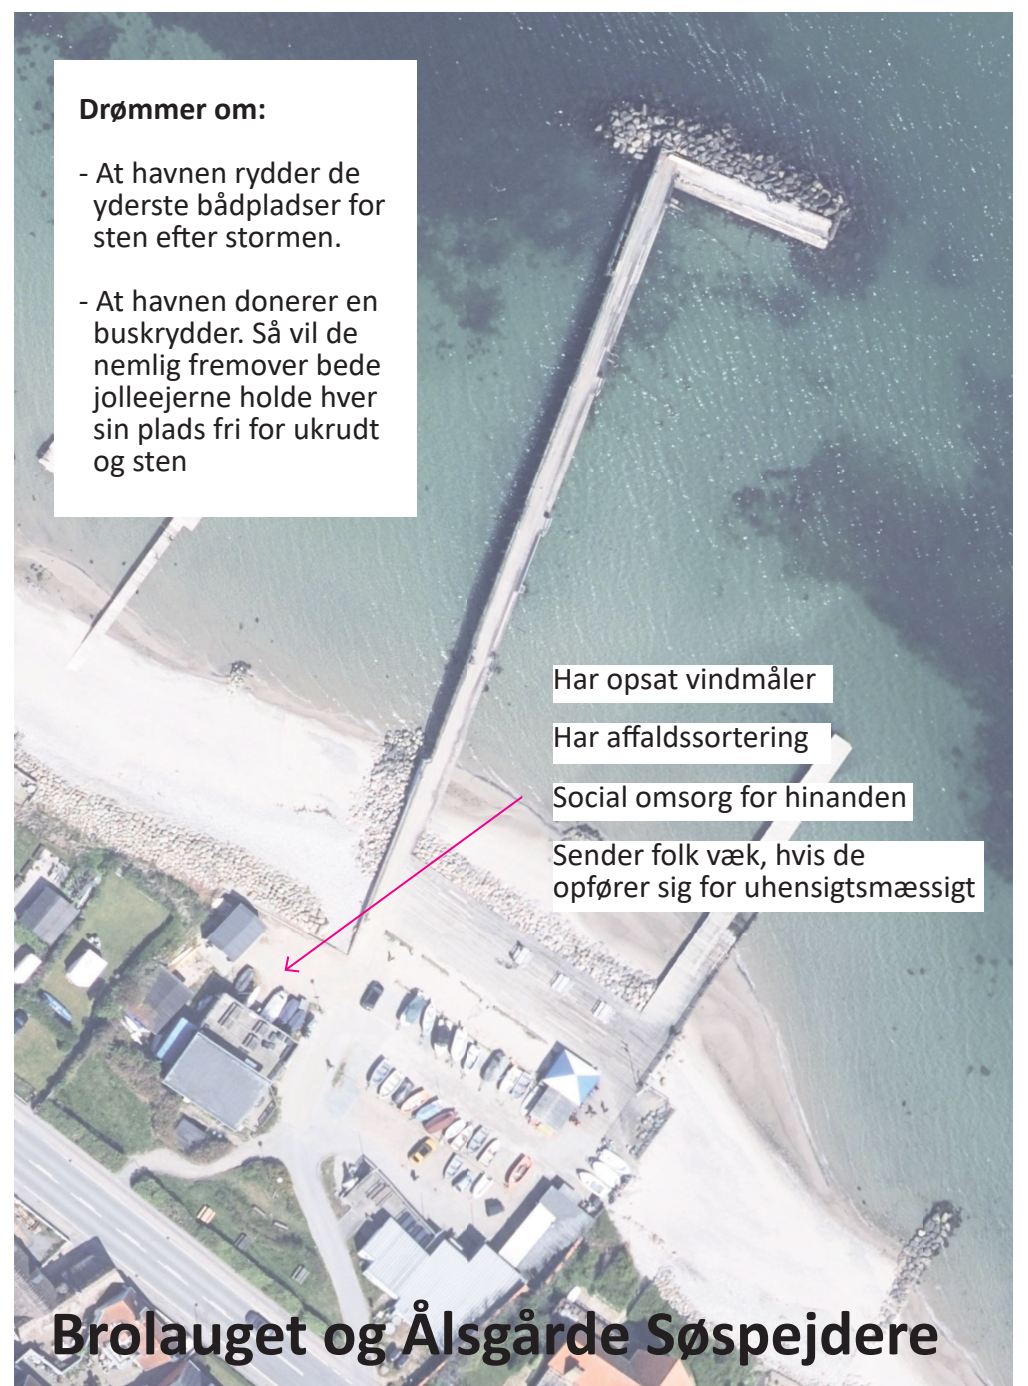 Drømmer om:
- At havnen rydder de
yderste bådpladser for
sten efter stormen.
- At havnen donerer en
buskrydder. Så vil de
nemlig fremover bede
jolleejerne holde hver
sin plads fri for ukrudt
og sten
Har opsat vindmåler
Har affaldssortering
Social omsorg for hinanden
Sender folk væk, hvis de
opfører sig for uhensigtsmæssigt
Brolauget og Ålsgårde Søspejdere